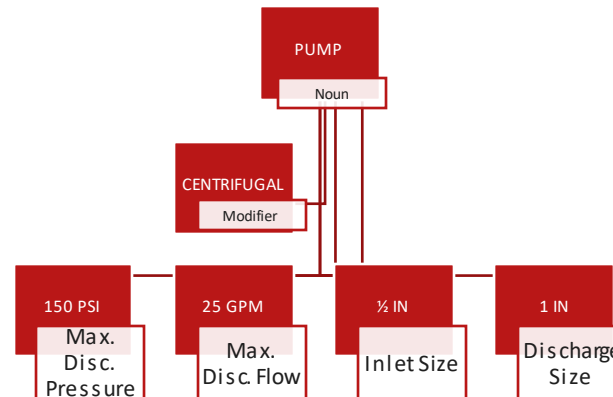 PUMP
Noun
CENTRIFUGAL
Modifier
150 PSI
Max.
Disc.
Pressure
25 GPM
Max.
Disc. Flow
½ IN
Inlet Size
1 IN
Discharge
Size